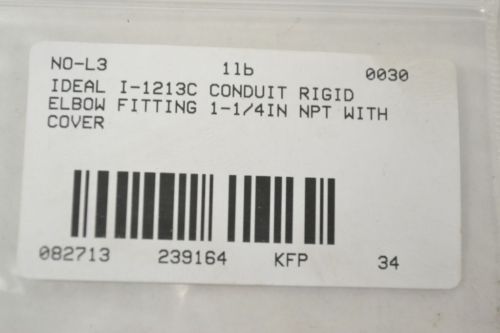 NO-L3 1lb 0030
IDEAL I-1213C CONDUIT RIGID
ELBOW FITTING 1-1/4IN NPT WITH
COVER
082713 239164 KFP 34